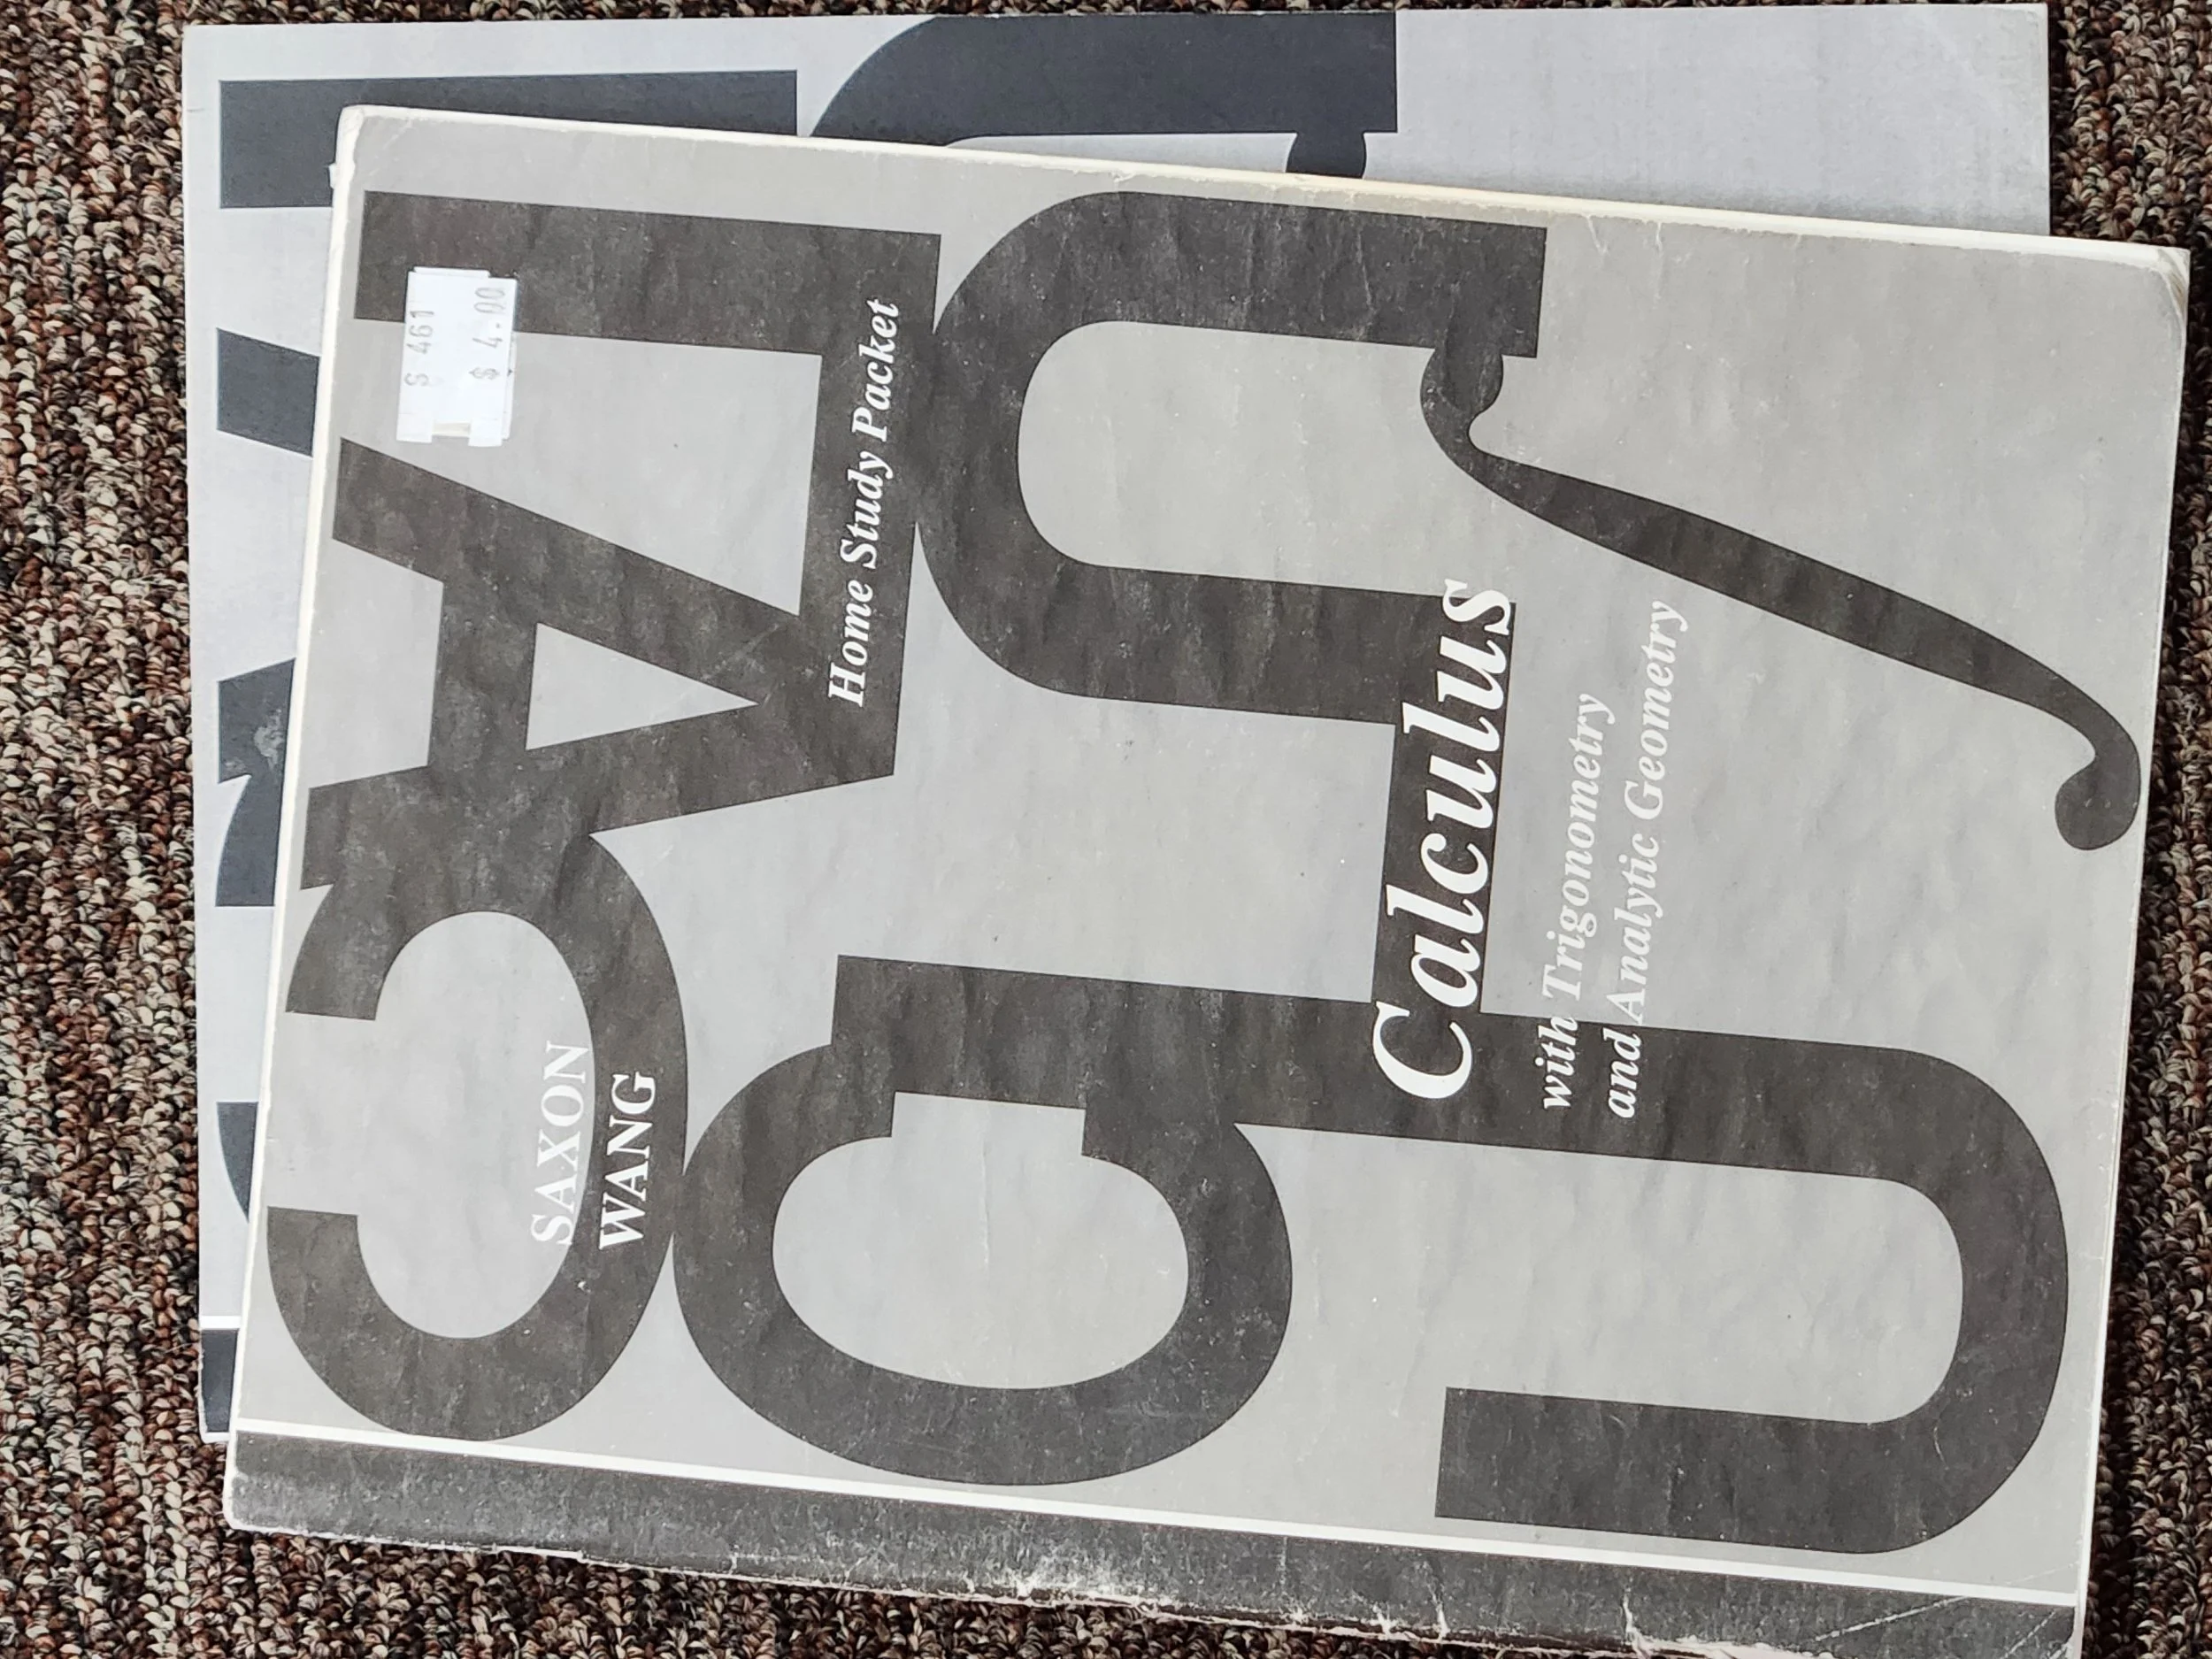 $ 461
$ 4.00
SAXON
WANG
Home Study Packet
Calculus
with Trigonometry
and Analytic Geometry